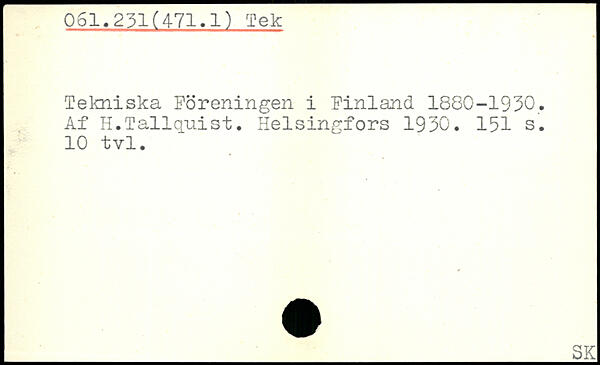 061.231(471.1) Tek
Tekniska Föreningen i Finland 1880-1930.
Af H.Tallquist. Helsingfors 1930. 151 s.
10 tvl.
SK